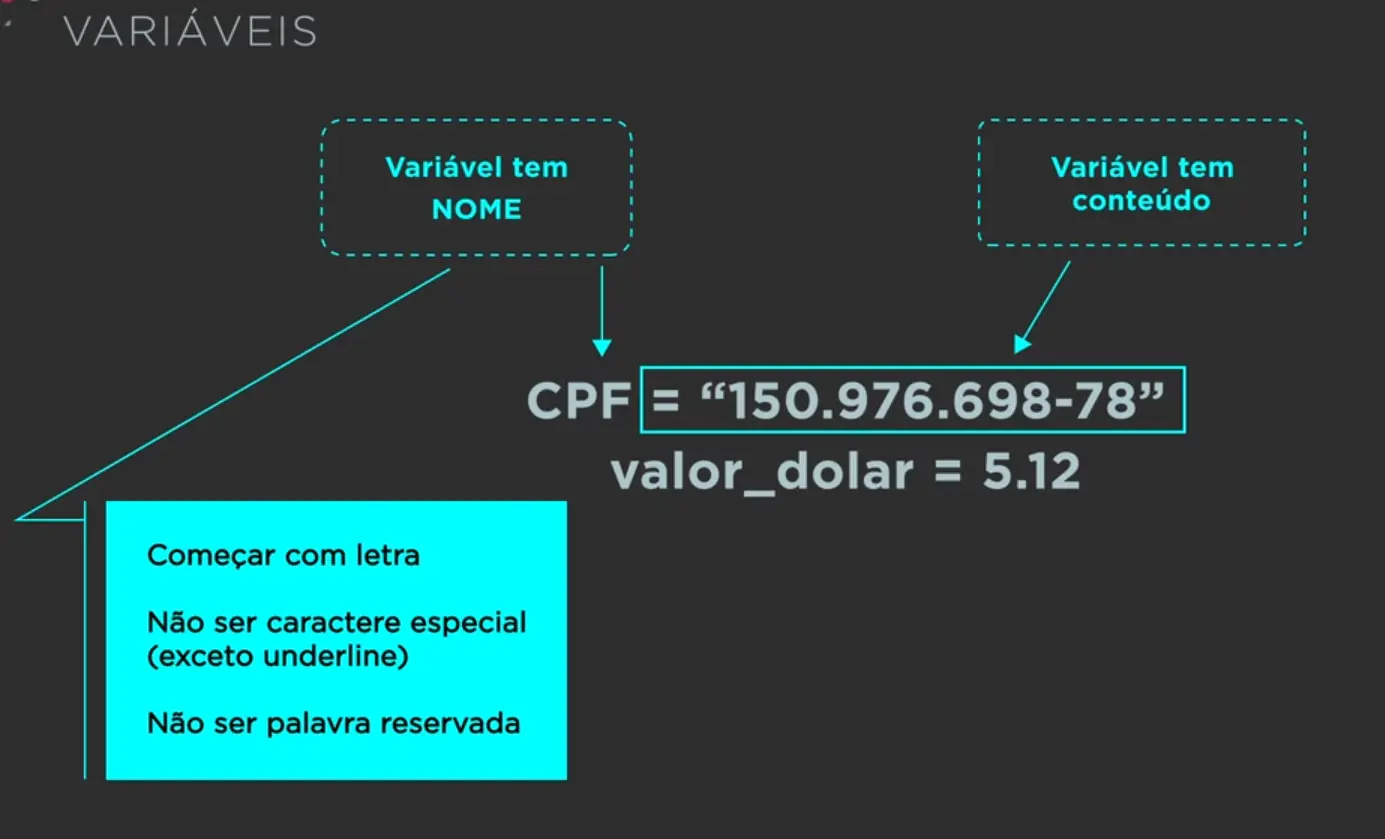 VARIÁVEIS
Variável tem
NOME
Variável tem
conteúdo
CPF = “150.976.698-78”
valor_dolar = 5.12
Começar com letra
Não ser caractere especial
(exceto underline)
Não ser palavra reservada